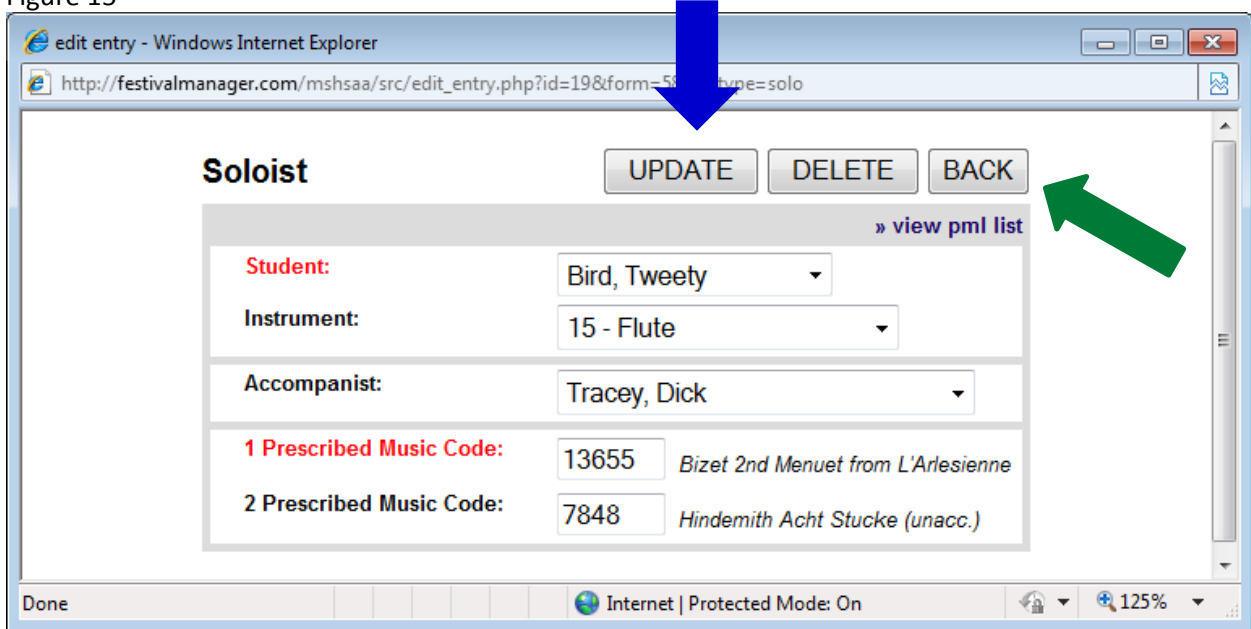 Figure 13
edit entry - Windows Internet Explorer
http://festivalmanager.com/mshsaa/src/edit_entry.php?id=19&form=5 type=solo
Soloist UPDATE DELETE BACK
» view pml list
Student: Bird, Tweety
Instrument: 15 - Flute
Accompanist: Tracey, Dick
1 Prescribed Music Code: 13655 Bizet 2nd Menuet from L'Arlesienne
2 Prescribed Music Code: 7848 Hindemith Acht Stucke (unacc.)
Done Internet | Protected Mode: On 125%